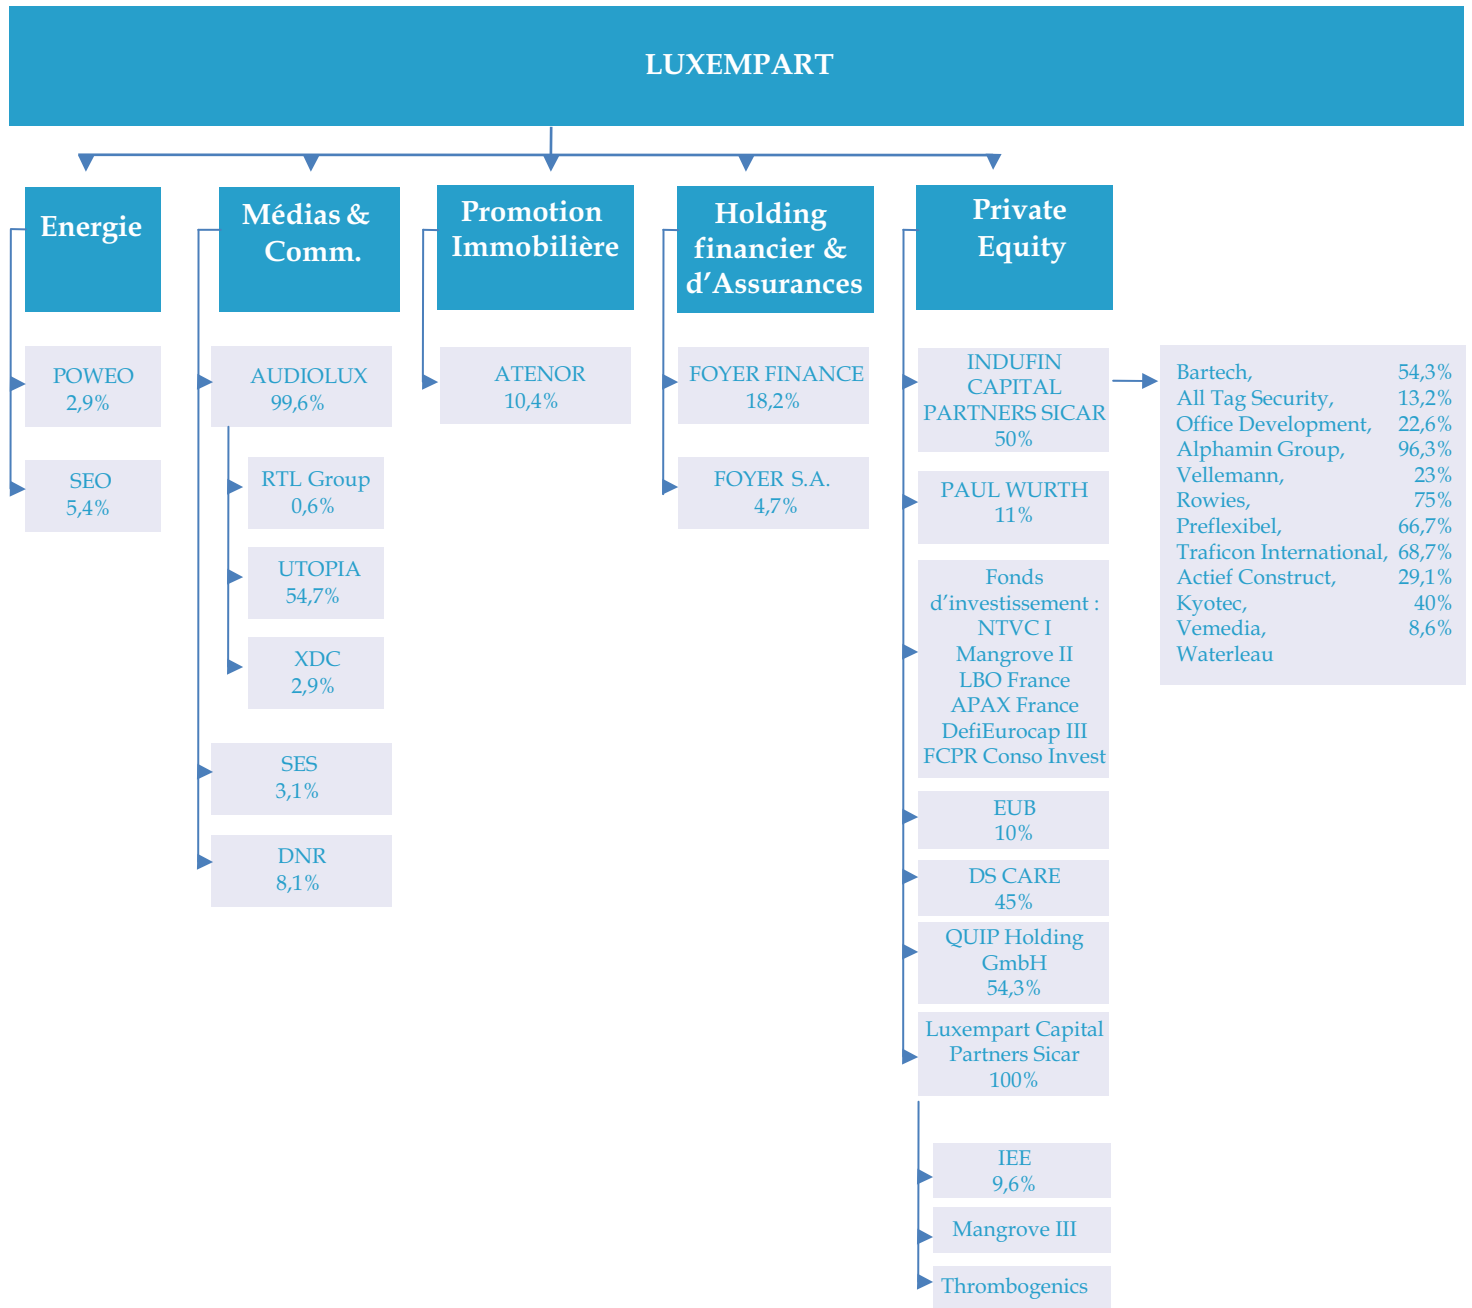 LUXEMPART
Energie
POWEO
2,9%
SEO
5,4%
Médias &
Comm.
AUDIOLUX
99,6%
RTL Group
0,6%
UTOPIA
54,7%
XDC
2,9%
SES
3,1%
DNR
8,1%
Promotion
Immobilière
ATENOR
10,4%
Holding
financier &
d’Assurances
FOYER FINANCE
18,2%
FOYER S.A.
4,7%
Private
Equity
INDUFIN
CAPITAL
PARTNERS SICAR
50%
Bartech, 54,3%
All Tag Security, 13,2%
Office Development, 22,6%
Alphamin Group, 96,3%
Vellemann, 23%
Rowies, 75%
Preflexibel, 66,7%
Traficon International, 68,7%
Actief Construct, 29,1%
Kyotec, 40%
Vemedia, 8,6%
Waterleau
PAUL WURTH
11%
Fonds
d’investissement :
NTVC I
Mangrove II
LBO France
APAX France
DefiEurocap III
FCPR Conso Invest
EUB
10%
DS CARE
45%
QUIP Holding
GmbH
54,3%
Luxempart Capital
Partners Sicar
100%
IEE
9,6%
Mangrove III
Thrombogenics